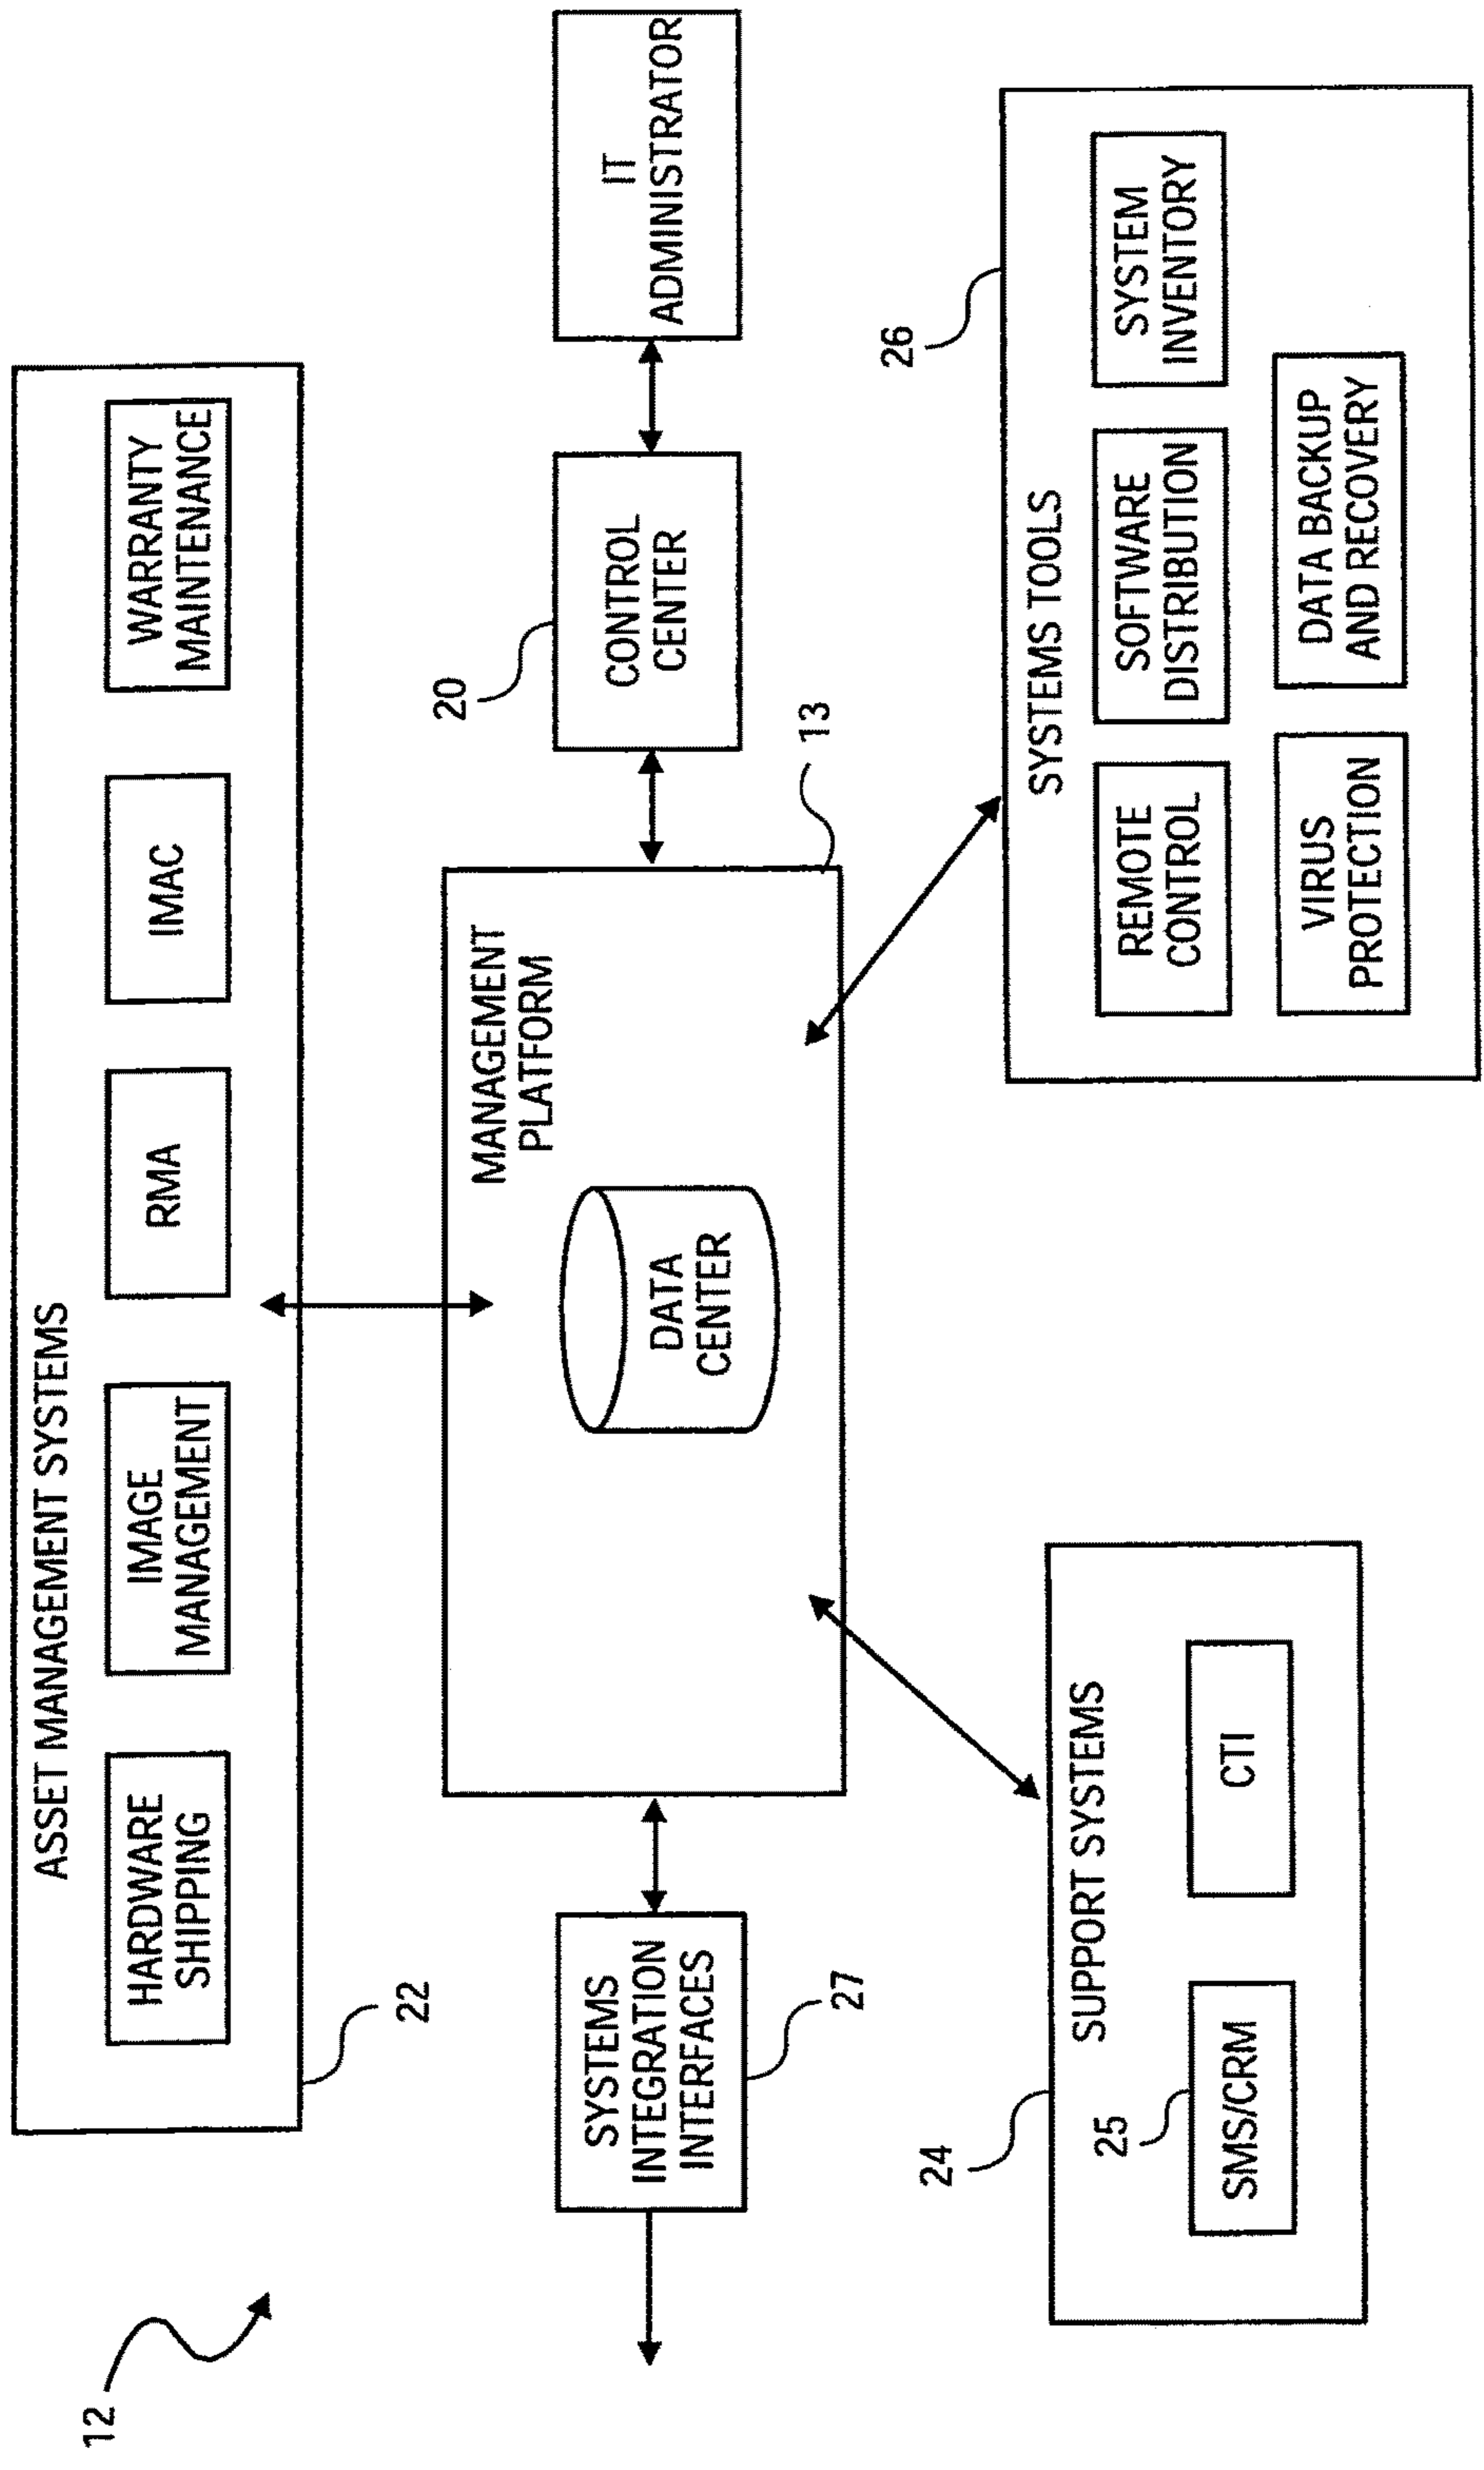 12
ASSET MANAGEMENT SYSTEMS
HARDWARE
SHIPPING
IMAGE
MANAGEMENT
RMA
IMAC
WARRANTY
MAINTENANCE
22
SYSTEMS
INTEGRATION
INTERFACES
27
MANAGEMENT
PLATFORM
DATA
CENTER
13
20
CONTROL
CENTER
IT
ADMINISTRATOR
24
SUPPORT SYSTEMS
25
SMS/CRM
CTI
26
SYSTEMS TOOLS
REMOTE
CONTROL
SOFTWARE
DISTRIBUTION
SYSTEM
INVENTORY
VIRUS
PROTECTION
DATA BACKUP
AND RECOVERY